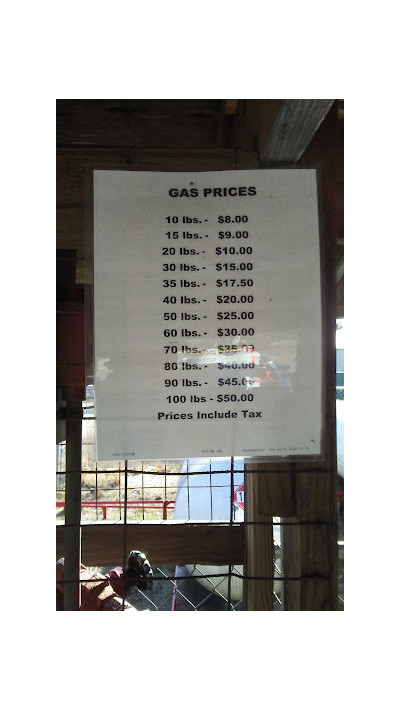 GAS PRICES
10 lbs. - $8.00
15 lbs. - $9.00
20 lbs. - $10.00
30 lbs. - $15.00
35 lbs. - $17.50
40 lbs. - $20.00
50 lbs. - $25.00
60 lbs. - $30.00
70 lbs. - $35.00
80 lbs. - $40.00
90 lbs. - $45.00
100 lbs - $50.00
Prices Include Tax